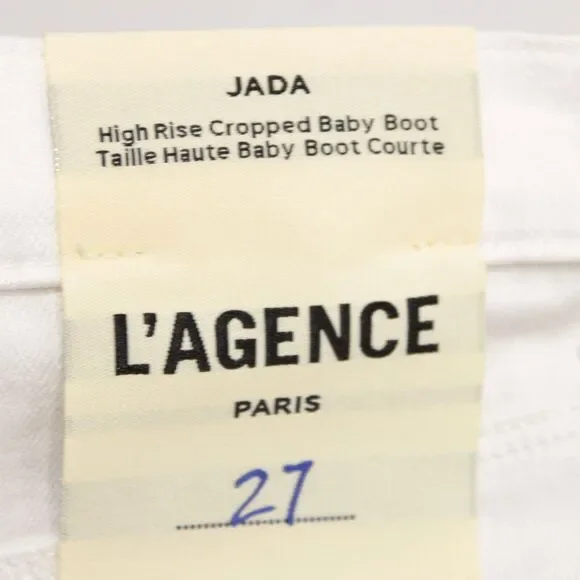 JADA
High Rise Cropped Baby Boot
Taille Haute Baby Boot Courte
L'AGENCE
PARIS
27